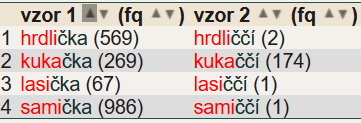 vzor 1 ▲▼ (fq ▲▼) vzor 2 ▲▼ (fq ▲▼)
1 hrdlička (569) hrdliččí (2)
2 kukačka (269) kukaččí (174)
3 lasička (67) lasiččí (1)
4 samička (986) samiččí (1)